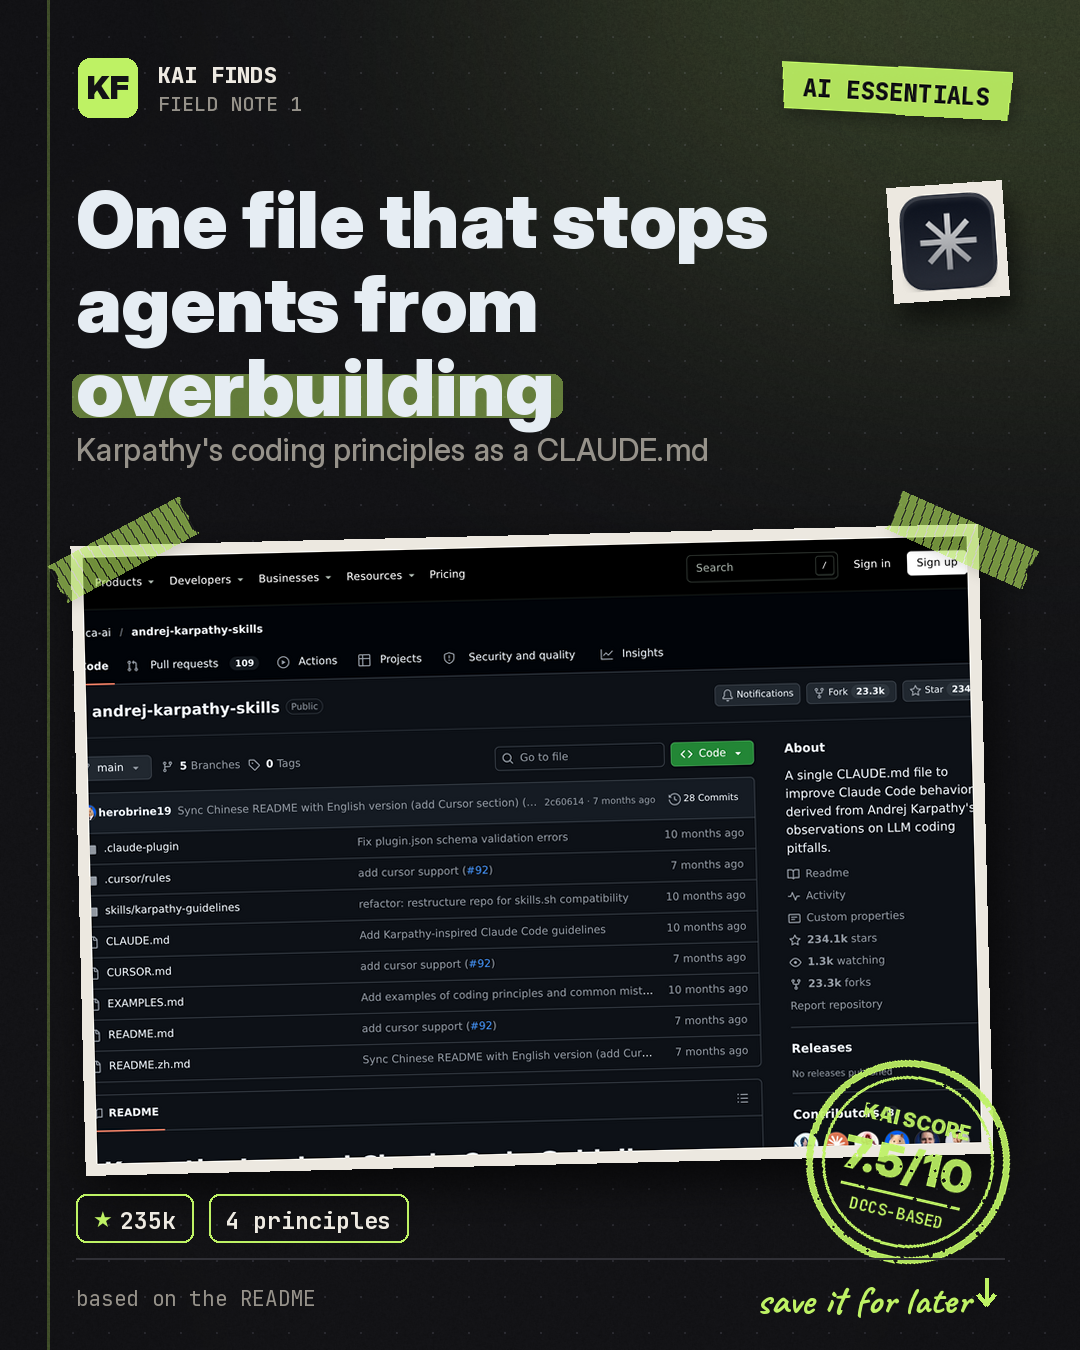 KF
KAI FINDS
FIELD NOTE 1
AI ESSENTIALS
One file that stops
agents from
overbuilding
Karpathy's coding principles as a CLAUDE.md
Products
Developers
Businesses
Resources
Pricing
Search
/
Sign in
Sign up
ca-ai / andrej-karpathy-skills
ode
Pull requests 109
Actions
Projects
Security and quality
Insights
andrej-karpathy-skills Public
Notifications
Fork 23.3k
Star 234
main
5 Branches
0 Tags
Go to file
Code
herobrine19 Sync Chinese README with English version (add Cursor section) (... 2c60614 · 7 months ago 28 Commits
.claude-plugin Fix plugin.json schema validation errors 10 months ago
.cursor/rules add cursor support (#92) 7 months ago
skills/karpathy-guidelines refactor: restructure repo for skills.sh compatibility 10 months ago
CLAUDE.md Add Karpathy-inspired Claude Code guidelines 10 months ago
CURSOR.md add cursor support (#92) 7 months ago
EXAMPLES.md Add examples of coding principles and common mist... 10 months ago
README.md add cursor support (#92) 7 months ago
README.zh.md Sync Chinese README with English version (add Cur... 7 months ago
README
About
A single CLAUDE.md file to
improve Claude Code behavior
derived from Andrej Karpathy's
observations on LLM coding
pitfalls.
Readme
Activity
Custom properties
234.1k stars
1.3k watching
23.3k forks
Report repository
Releases
No releases published
Contributors
KAI SCORE
7.5/10
DOCS-BASED
★ 235k
4 principles
based on the README
save it for later